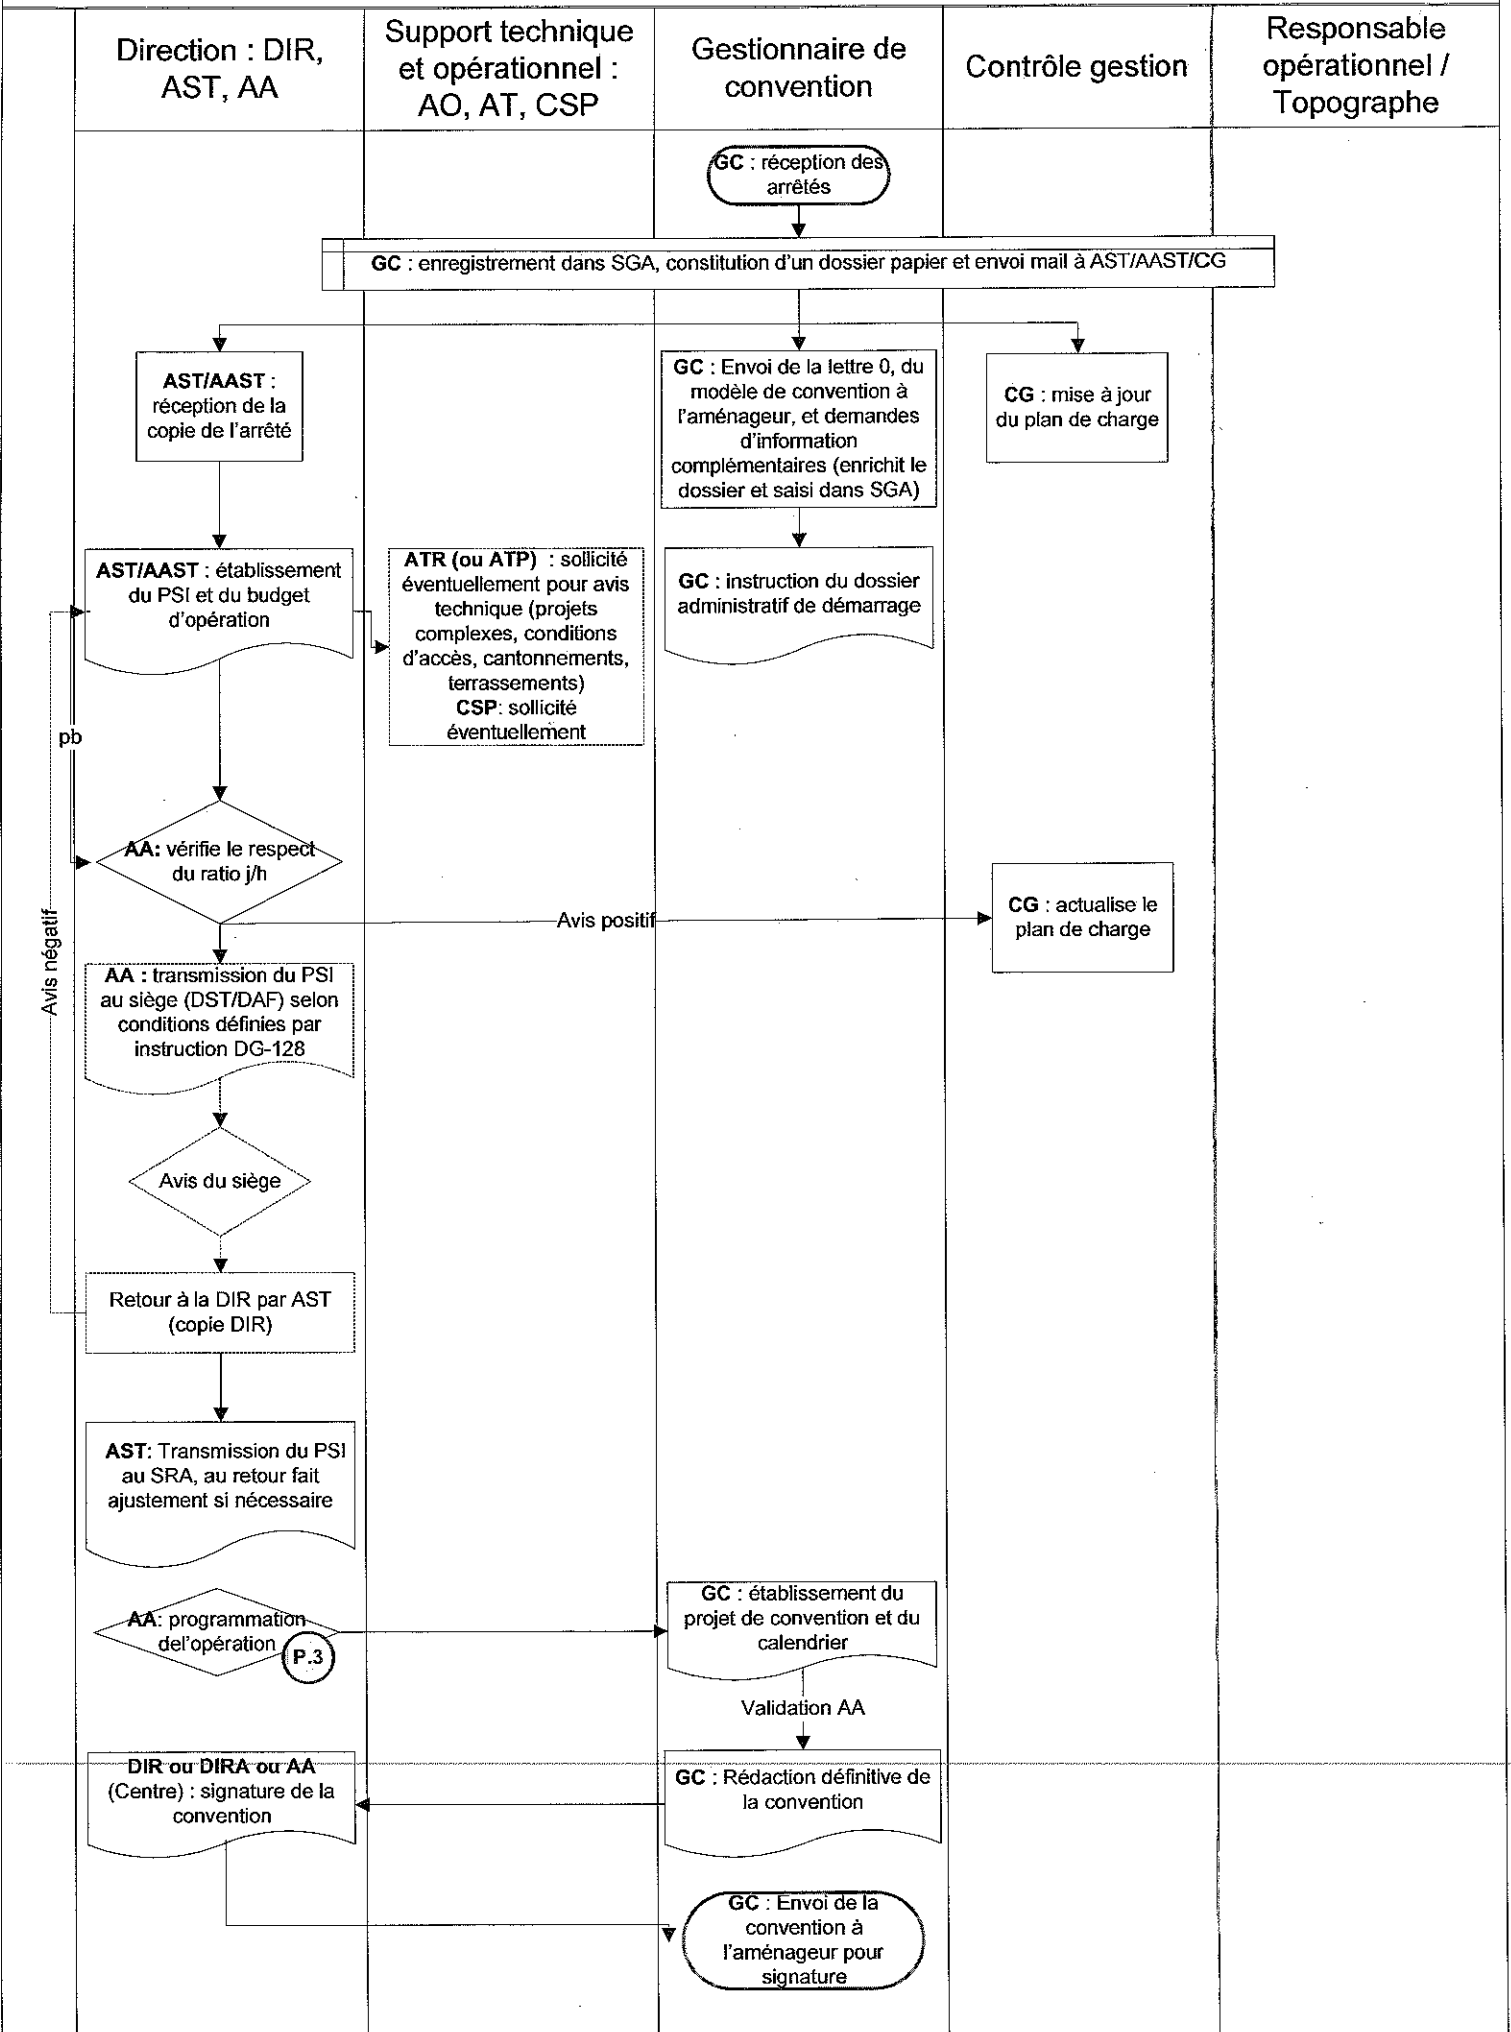 Direction : DIR,
AST, AA
Support technique
et opérationnel :
AO, AT, CSP
Gestionnaire de
convention
Contrôle gestion
Responsable
opérationnel /
Topographe
GC : réception des
arrêtés
GC : enregistrement dans SGA, constitution d'un dossier papier et envoi mail à AST/AAST/CG
AST/AAST :
réception de la
copie de l'arrêté
GC : Envoi de la lettre 0, du
modèle de convention à
l'aménageur, et demandes
d'information
complémentaires (enrichit le
dossier et saisi dans SGA)
CG : mise à jour
du plan de charge
AST/AAST : établissement
du PSI et du budget
d'opération
ATR (ou ATP) : sollicité
éventuellement pour avis
technique (projets
complexes, conditions
d'accès, cantonnements,
terrassements)
CSP: sollicité
éventuellement
GC : instruction du dossier
administratif de démarrage
pb
AA: vérifie le respect
du ratio j/h
Avis positif
CG : actualise le
plan de charge
Avis négatif
AA : transmission du PSI
au siège (DST/DAF) selon
conditions définies par
instruction DG-128
Avis du siège
Retour à la DIR par AST
(copie DIR)
AST: Transmission du PSI
au SRA, au retour fait
ajustement si nécessaire
AA: programmation
del'opération
P.3
GC : établissement du
projet de convention et du
calendrier
Validation AA
DIR ou DIRA ou AA
(Centre) : signature de la
convention
GC : Rédaction définitive de
la convention
GC : Envoi de la
convention à
l'aménageur pour
signature